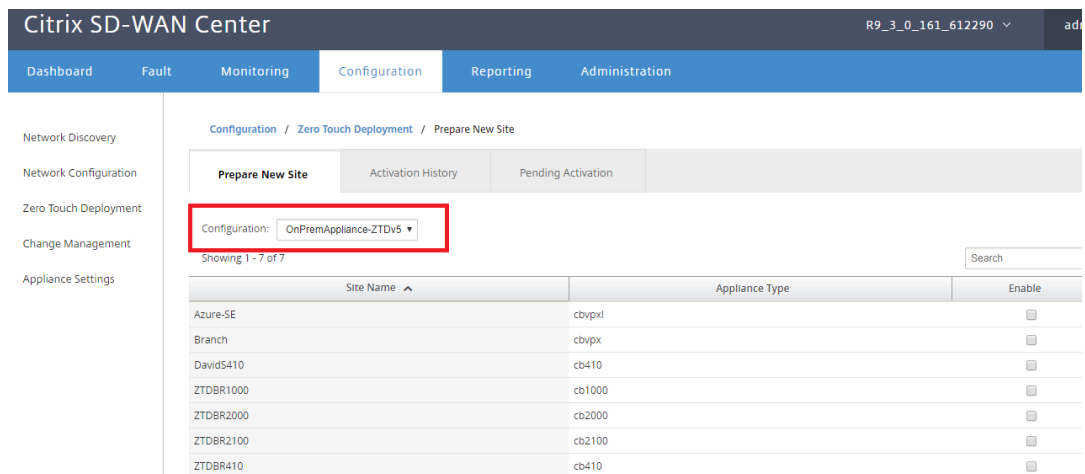 Citrix SD-WAN Center R9_3_0_161_612290
Dashboard Fault Monitoring Configuration Reporting Administration
Configuration / Zero Touch Deployment / Prepare New Site
Network Discovery
Network Configuration
Zero Touch Deployment
Change Management
Appliance Settings
Prepare New Site Activation History Pending Activation
Configuration: OnPremAppliance-ZTDv5
Showing 1 - 7 of 7 Search
Site Name Appliance Type Enable
Azure-SE cbvpxl
Branch cbvpx
DavidS410 cb410
ZTDBR1000 cb1000
ZTDBR2000 cb2000
ZTDBR2100 cb2100
ZTDBR410 cb410